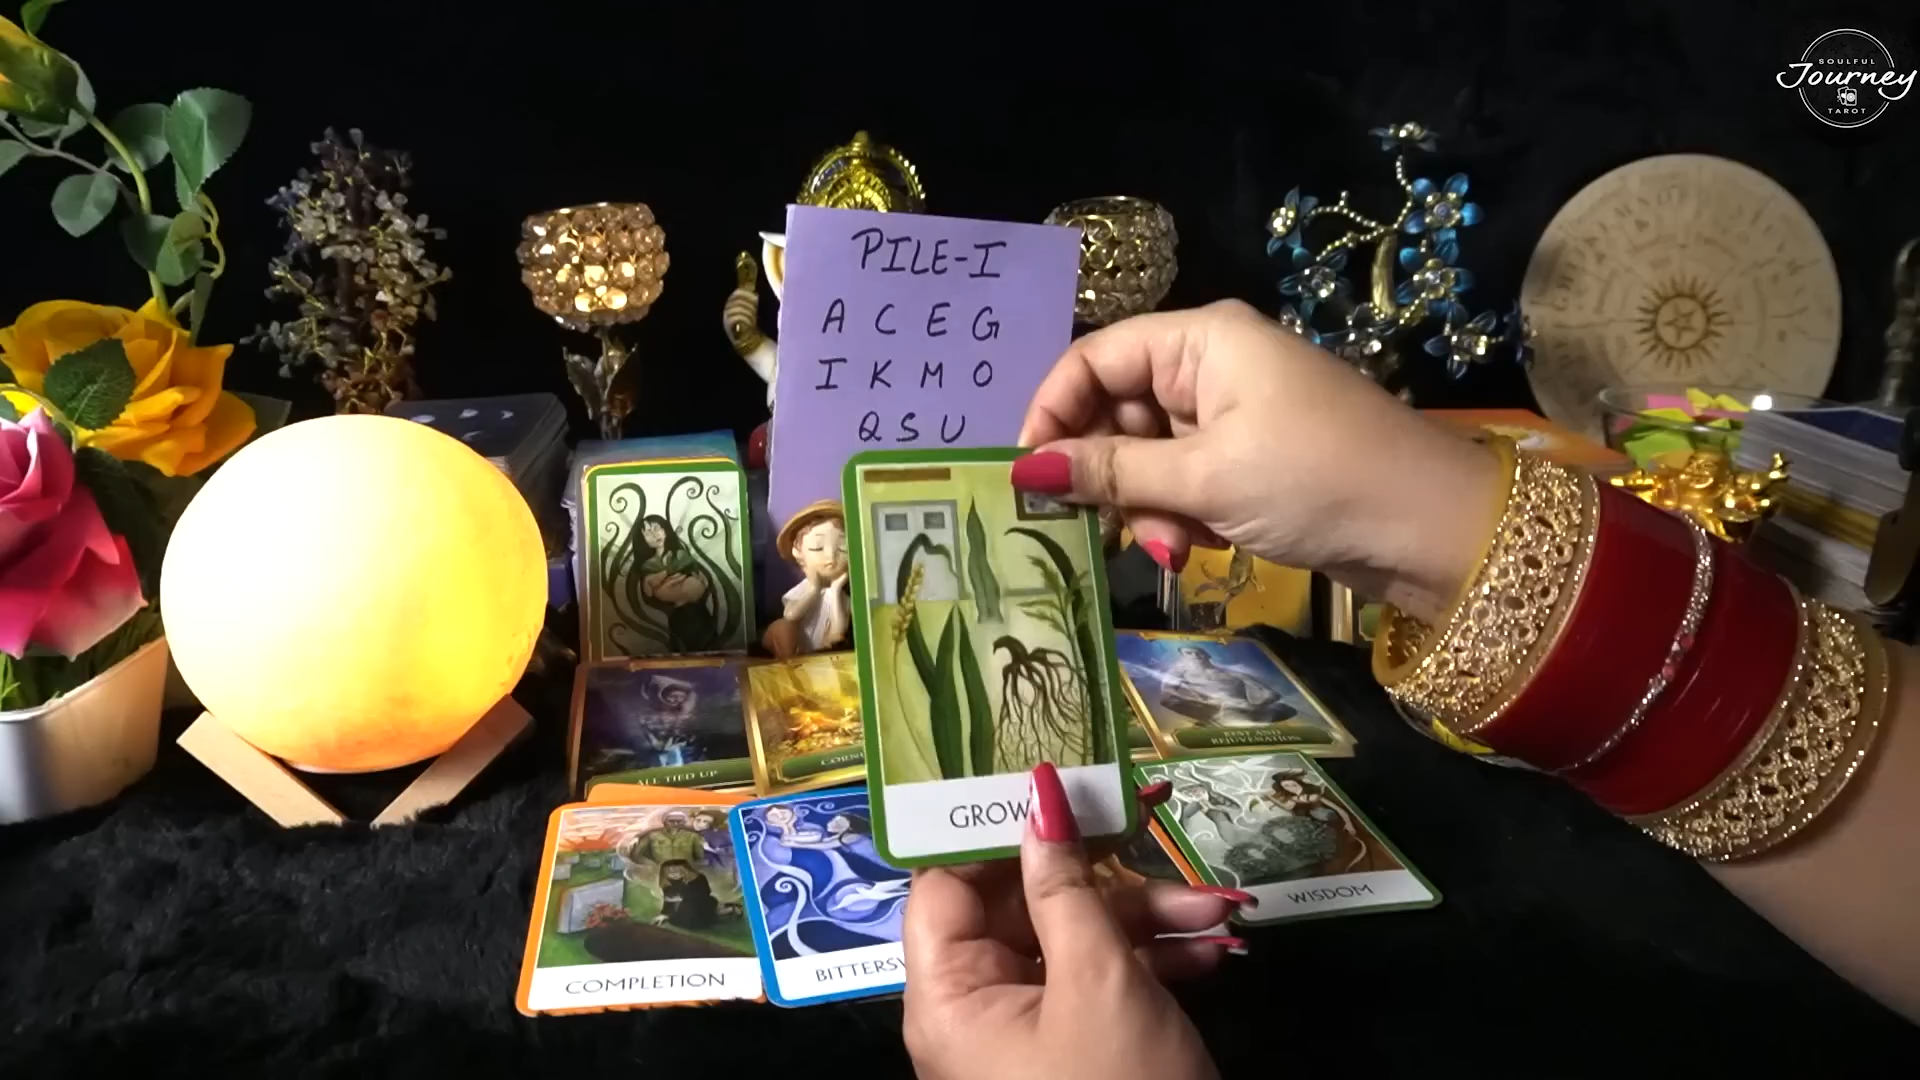 SOULFUL
Journey
TAROT
PILE-I
A C E G
I K M O
Q S U
ALL TIED UP
REST AND
REJUVENATION
GROW
WISDOM
COMPLETION